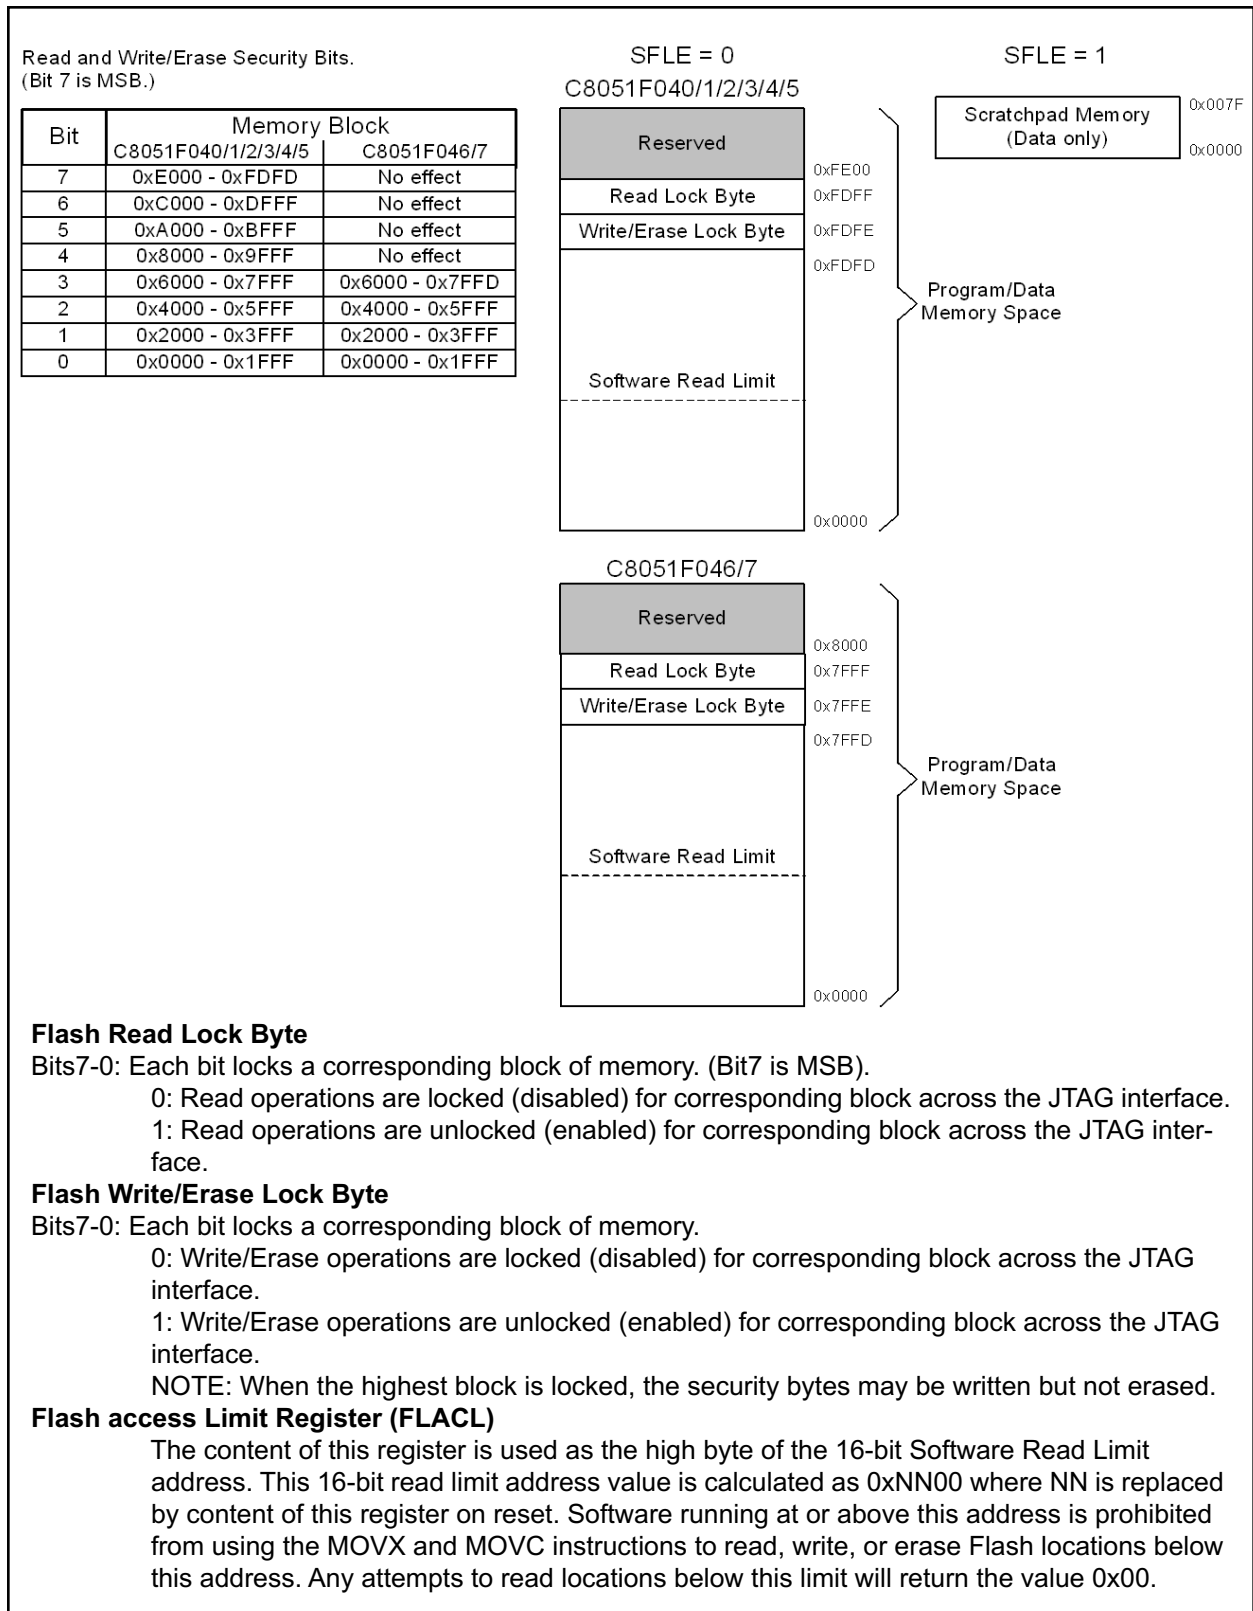 Read and Write/Erase Security Bits.
(Bit 7 is MSB.)
Bit Memory Block
C8051F040/1/2/3/4/5 C8051F046/7
7 0xE000 - 0xFDFD No effect
6 0xC000 - 0xDFFF No effect
5 0xA000 - 0xBFFF No effect
4 0x8000 - 0x9FFF No effect
3 0x6000 - 0x7FFF 0x6000 - 0x7FFD
2 0x4000 - 0x5FFF 0x4000 - 0x5FFF
1 0x2000 - 0x3FFF 0x2000 - 0x3FFF
0 0x0000 - 0x1FFF 0x0000 - 0x1FFF
SFLE = 0
C8051F040/1/2/3/4/5
Reserved
0xFE00
Read Lock Byte 0xFDFF
Write/Erase Lock Byte 0xFDFE
0xFDFD
Software Read Limit
0x0000
Program/Data
Memory Space
SFLE = 1
Scratchpad Memory
(Data only)
0x007F
0x0000
C8051F046/7
Reserved
0x8000
Read Lock Byte 0x7FFF
Write/Erase Lock Byte 0x7FFE
0x7FFD
Software Read Limit
0x0000
Program/Data
Memory Space
Flash Read Lock Byte
Bits7-0: Each bit locks a corresponding block of memory. (Bit7 is MSB).
0: Read operations are locked (disabled) for corresponding block across the JTAG interface.
1: Read operations are unlocked (enabled) for corresponding block across the JTAG inter-
face.
Flash Write/Erase Lock Byte
Bits7-0: Each bit locks a corresponding block of memory.
0: Write/Erase operations are locked (disabled) for corresponding block across the JTAG
interface.
1: Write/Erase operations are unlocked (enabled) for corresponding block across the JTAG
interface.
NOTE: When the highest block is locked, the security bytes may be written but not erased.
Flash access Limit Register (FLACL)
The content of this register is used as the high byte of the 16-bit Software Read Limit
address. This 16-bit read limit address value is calculated as 0xNN00 where NN is replaced
by content of this register on reset. Software running at or above this address is prohibited
from using the MOVX and MOVC instructions to read, write, or erase Flash locations below
this address. Any attempts to read locations below this limit will return the value 0x00.